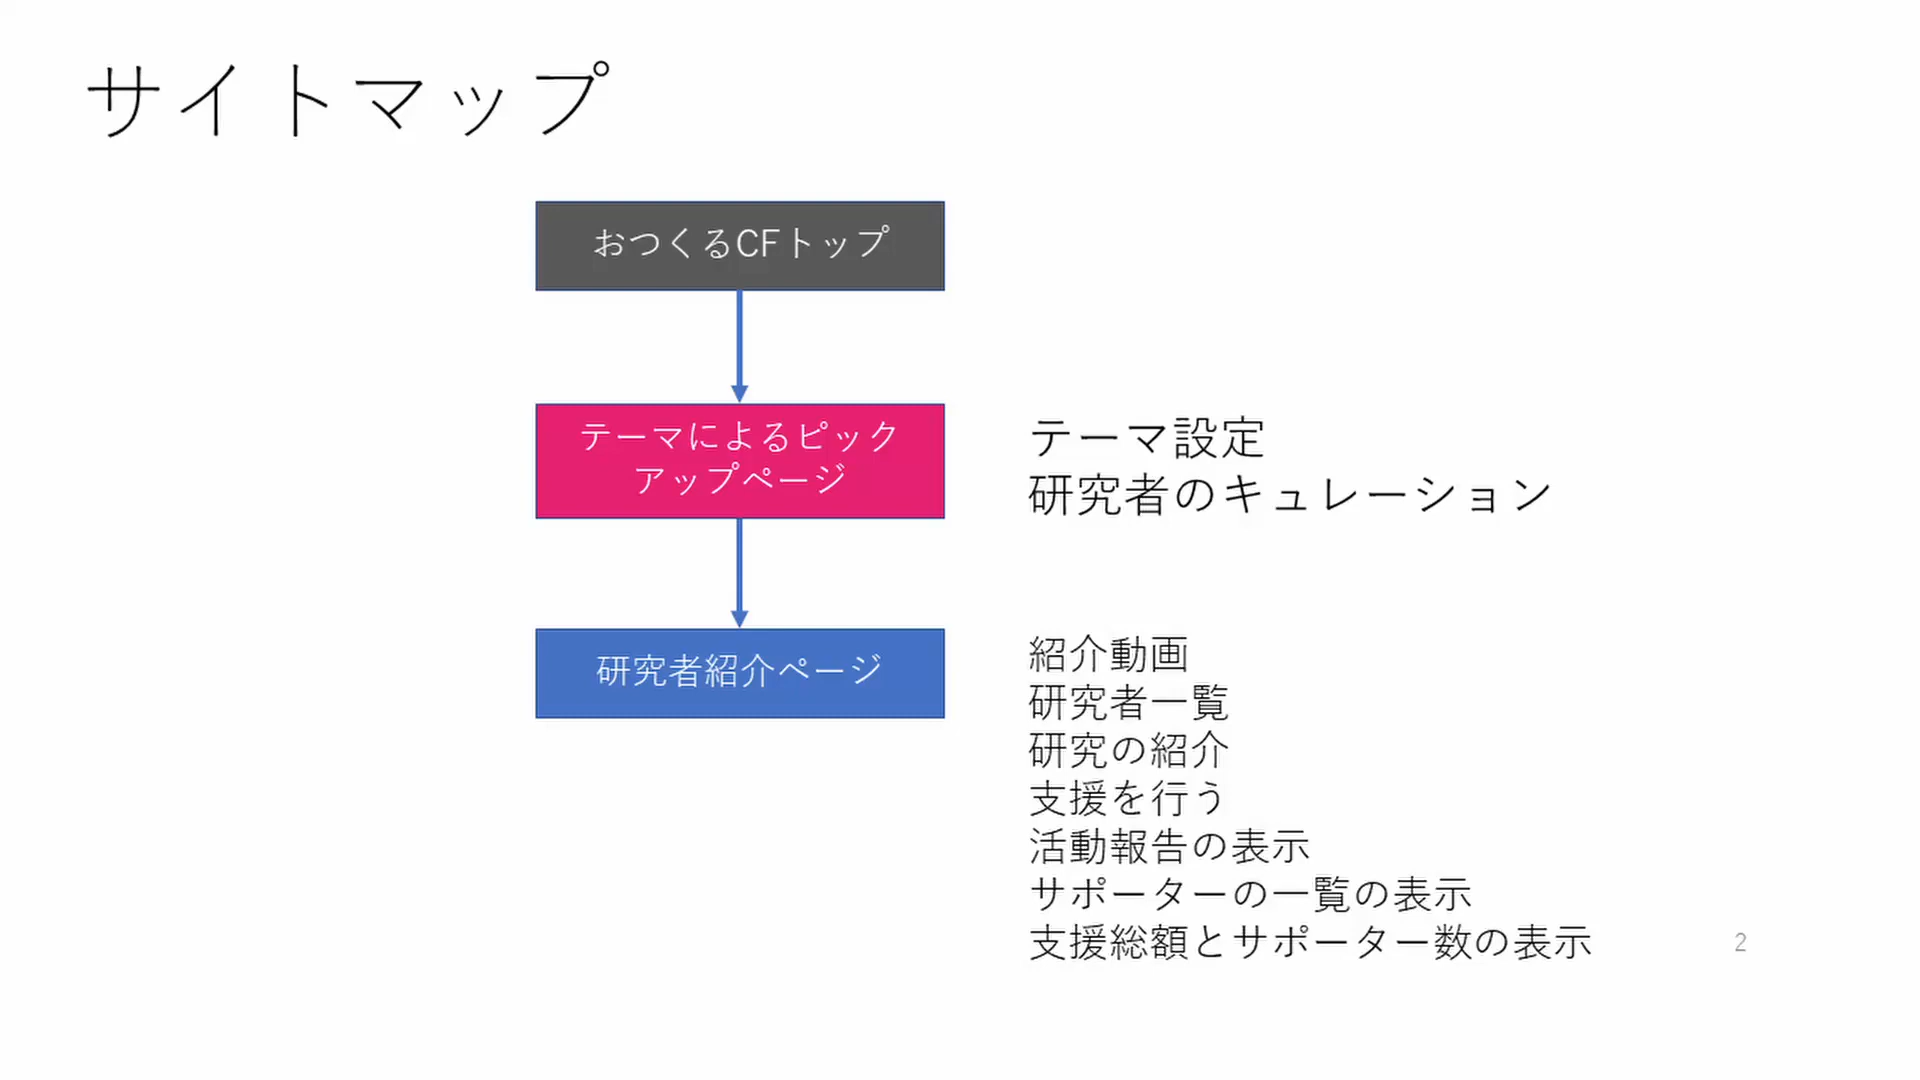 サイトマップ
おつくるCFトップ
テーマによるピック
アップページ
テーマ設定
研究者のキュレーション
研究者紹介ページ
紹介動画
研究者一覧
研究の紹介
支援を行う
活動報告の表示
サポーターの一覧の表示
支援総額とサポーター数の表示
2